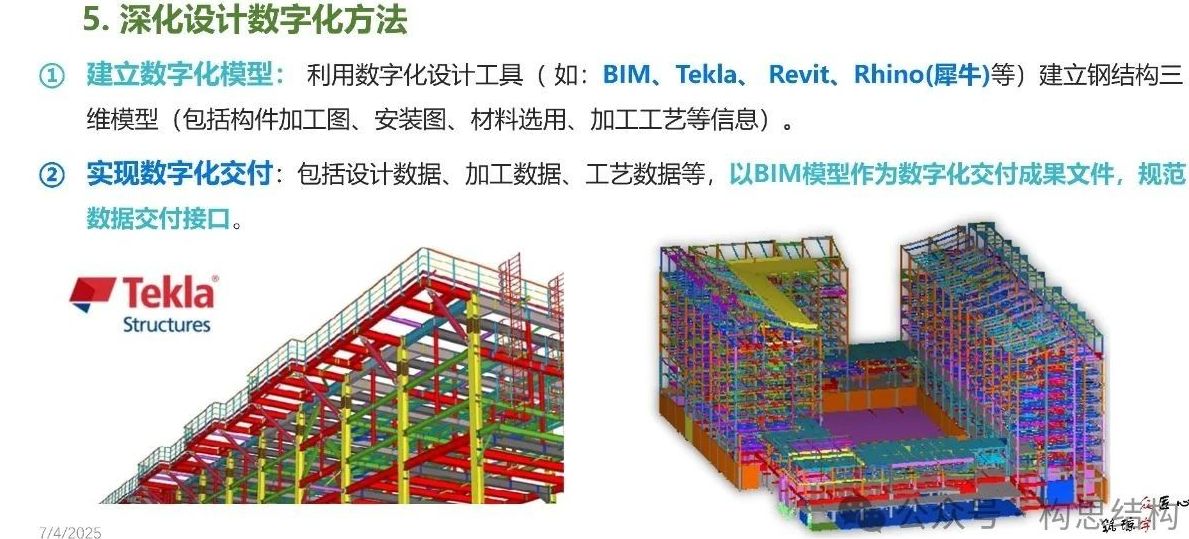 5. 深化设计数字化方法
① 建立数字化模型： 利用数字化设计工具（ 如：BIM、Tekla、 Revit、Rhino(犀牛)等）建立钢结构三
维模型（包括构件加工图、安装图、材料选用、加工工艺等信息）。
② 实现数字化交付：包括设计数据、加工数据、工艺数据等，以BIM模型作为数字化交付成果文件，规范
数据交付接口。
Tekla®
Structures
7/4/2025
公众号 构思结构
匠心